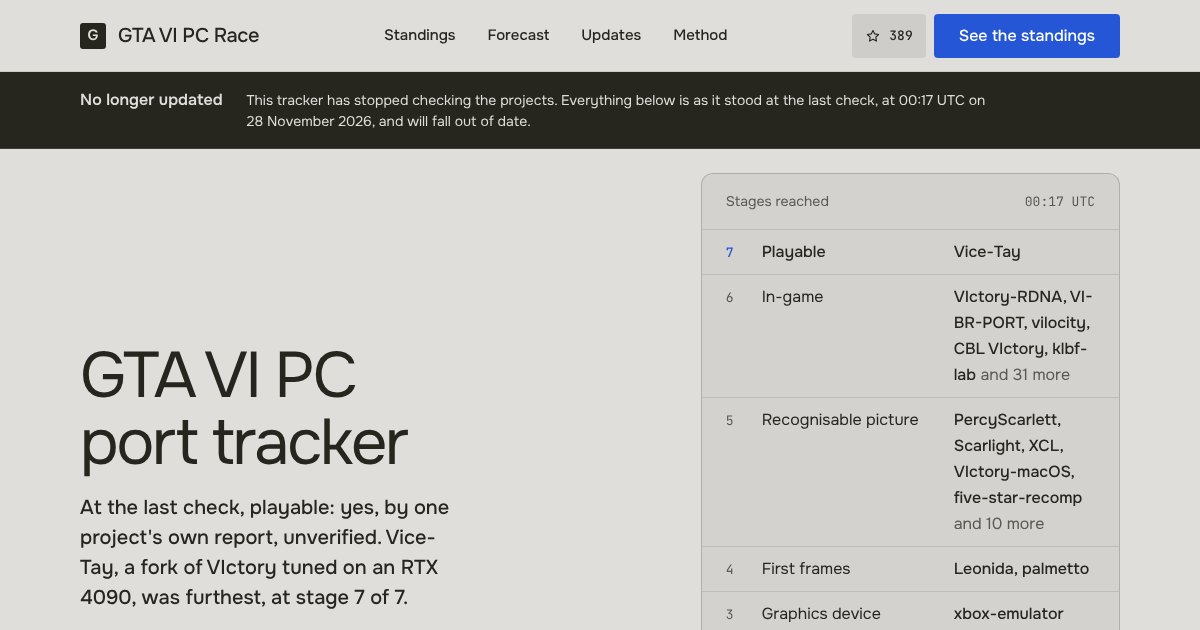 G GTA VI PC Race Standings Forecast Updates Method 389 See the standings
No longer updated This tracker has stopped checking the projects. Everything below is as it stood at the last check, at 00:17 UTC on
28 November 2026, and will fall out of date.
GTA VI PC
port tracker
At the last check, playable: yes, by one
project's own report, unverified. Vice-
Tay, a fork of VIctory tuned on an RTX
4090, was furthest, at stage 7 of 7.
Stages reached 00:17 UTC
7 Playable Vice-Tay
6 In-game VIctory-RDNA, VI-
BR-PORT, vilocity,
CBL VIctory, klbf-
lab and 31 more
5 Recognisable picture PercyScarlett,
Scarlight, XCL,
VIctory-macOS,
five-star-recomp
and 10 more
4 First frames Leonida, palmetto
3 Graphics device xbox-emulator